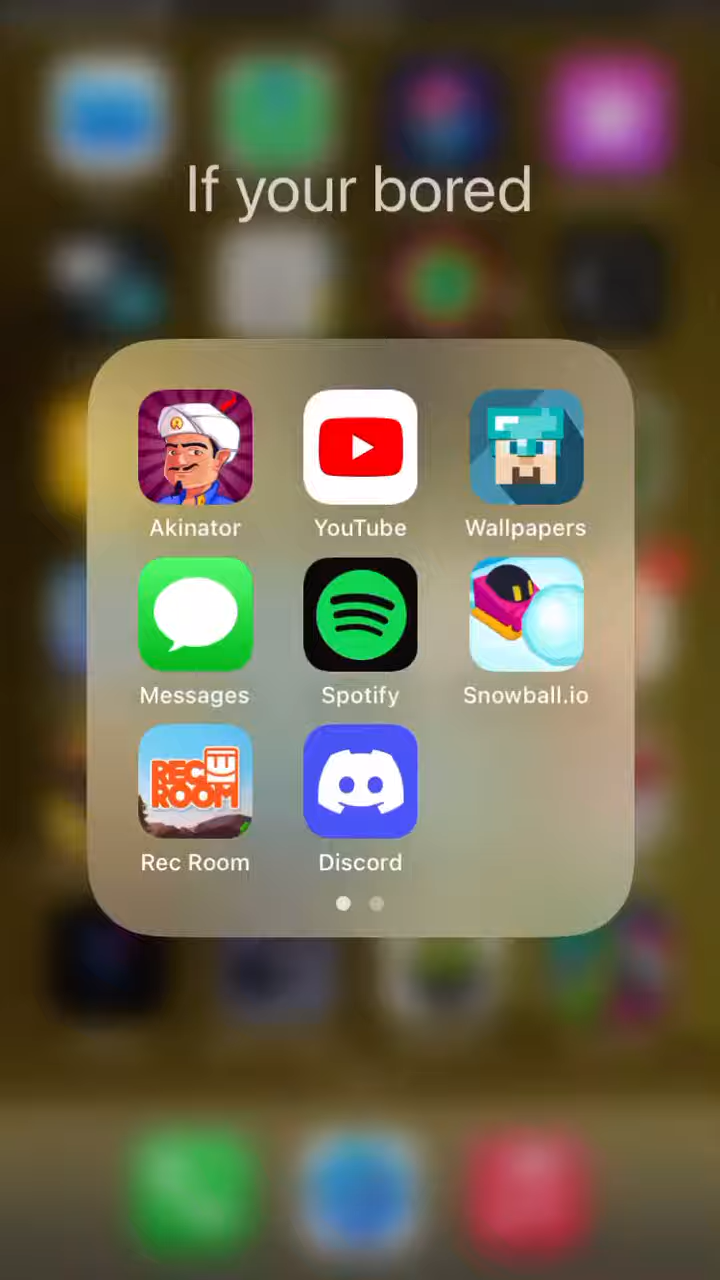 If your bored
Akinator YouTube Wallpapers
Messages Spotify Snowball.io
REC
ROOM
Rec Room Discord